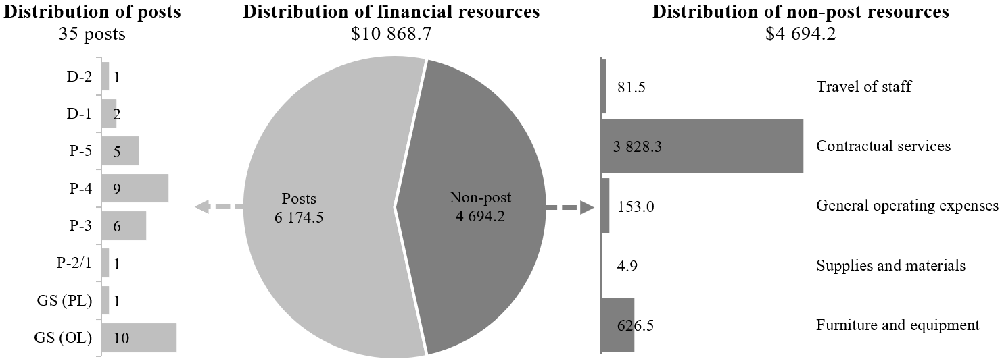 Distribution of posts
35 posts
D-2 1
D-1 2
P-5 5
P-4 9
P-3 6
P-2/1 1
GS (PL) 1
GS (OL) 10
Distribution of financial resources
$10 868.7
Posts
6 174.5
Non-post
4 694.2
Distribution of non-post resources
$4 694.2
81.5 Travel of staff
3 828.3 Contractual services
153.0 General operating expenses
4.9 Supplies and materials
626.5 Furniture and equipment